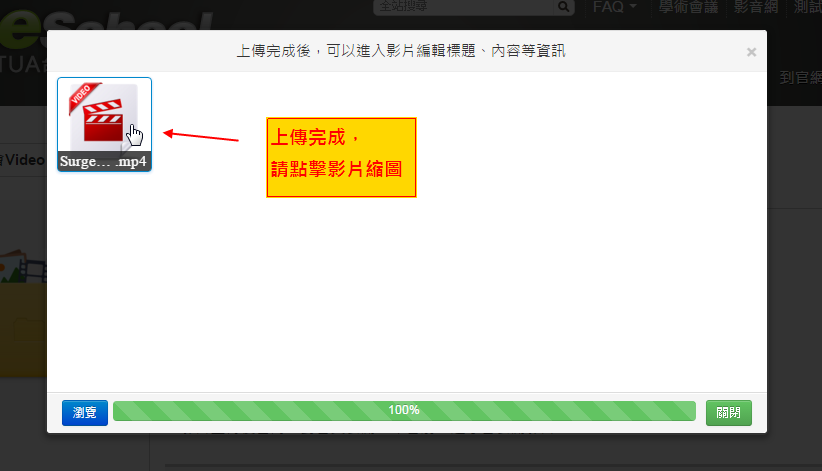 eSchool
TUA
全站搜尋
FAQ
學術會議
影音網
測試
到官網
上傳完成後，可以進入影片編輯標題、內容等資訊
×
VIDEO
Surge... .mp4
上傳完成，
請點擊影片縮圖
Video
瀏覽
100%
關閉